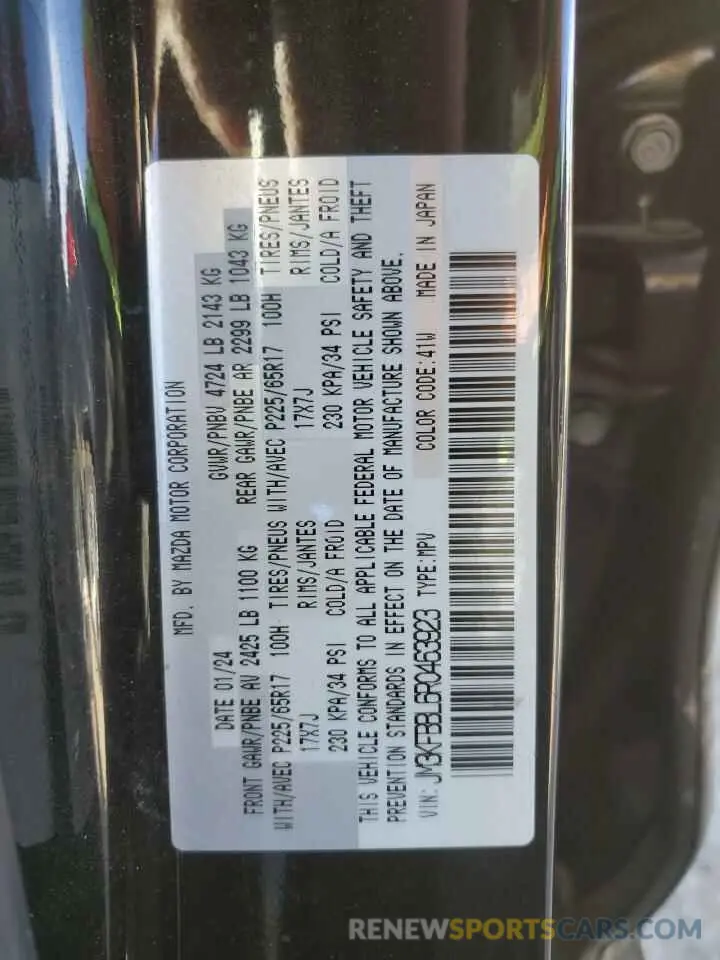 MFD. BY MAZDA MOTOR CORPORATION
DATE 01/24 GVWR/PNBV 4724 LB 2143 KG
FRONT GAWR/PNBE AV 2425 LB 1100 KG REAR GAWR/PNBE AR 2299 LB 1043 KG
WITH/AVEC P225/65R17 100H TIRES/PNEUS WITH/AVEC P225/65R17 100H TIRES/PNEUS
17X7J RIMS/JANTES 17X7J RIMS/JANTES
230 KPA/34 PSI COLD/A FROID 230 KPA/34 PSI COLD/A FROID
THIS VEHICLE CONFORMS TO ALL APPLICABLE FEDERAL MOTOR VEHICLE SAFETY AND THEFT
PREVENTION STANDARDS IN EFFECT ON THE DATE OF MANUFACTURE SHOWN ABOVE.
VIN: JM3KFBBL6R0463923 TYPE:MPV COLOR CODE:41W MADE IN JAPAN
RENEWSPORTSCARS.COM